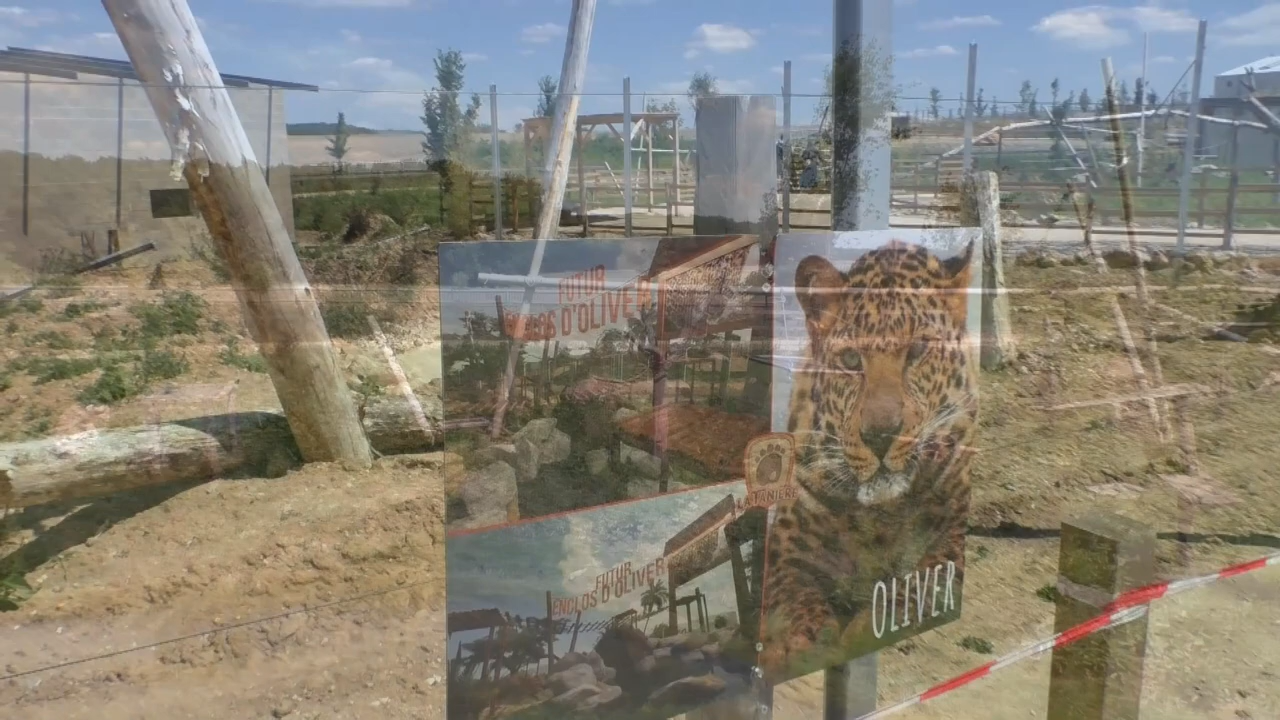 FUTUR
ENCLOS D'OLIVER
LA TANIÈRE
FUTUR
ENCLOS D'OLIVER
OLIVER